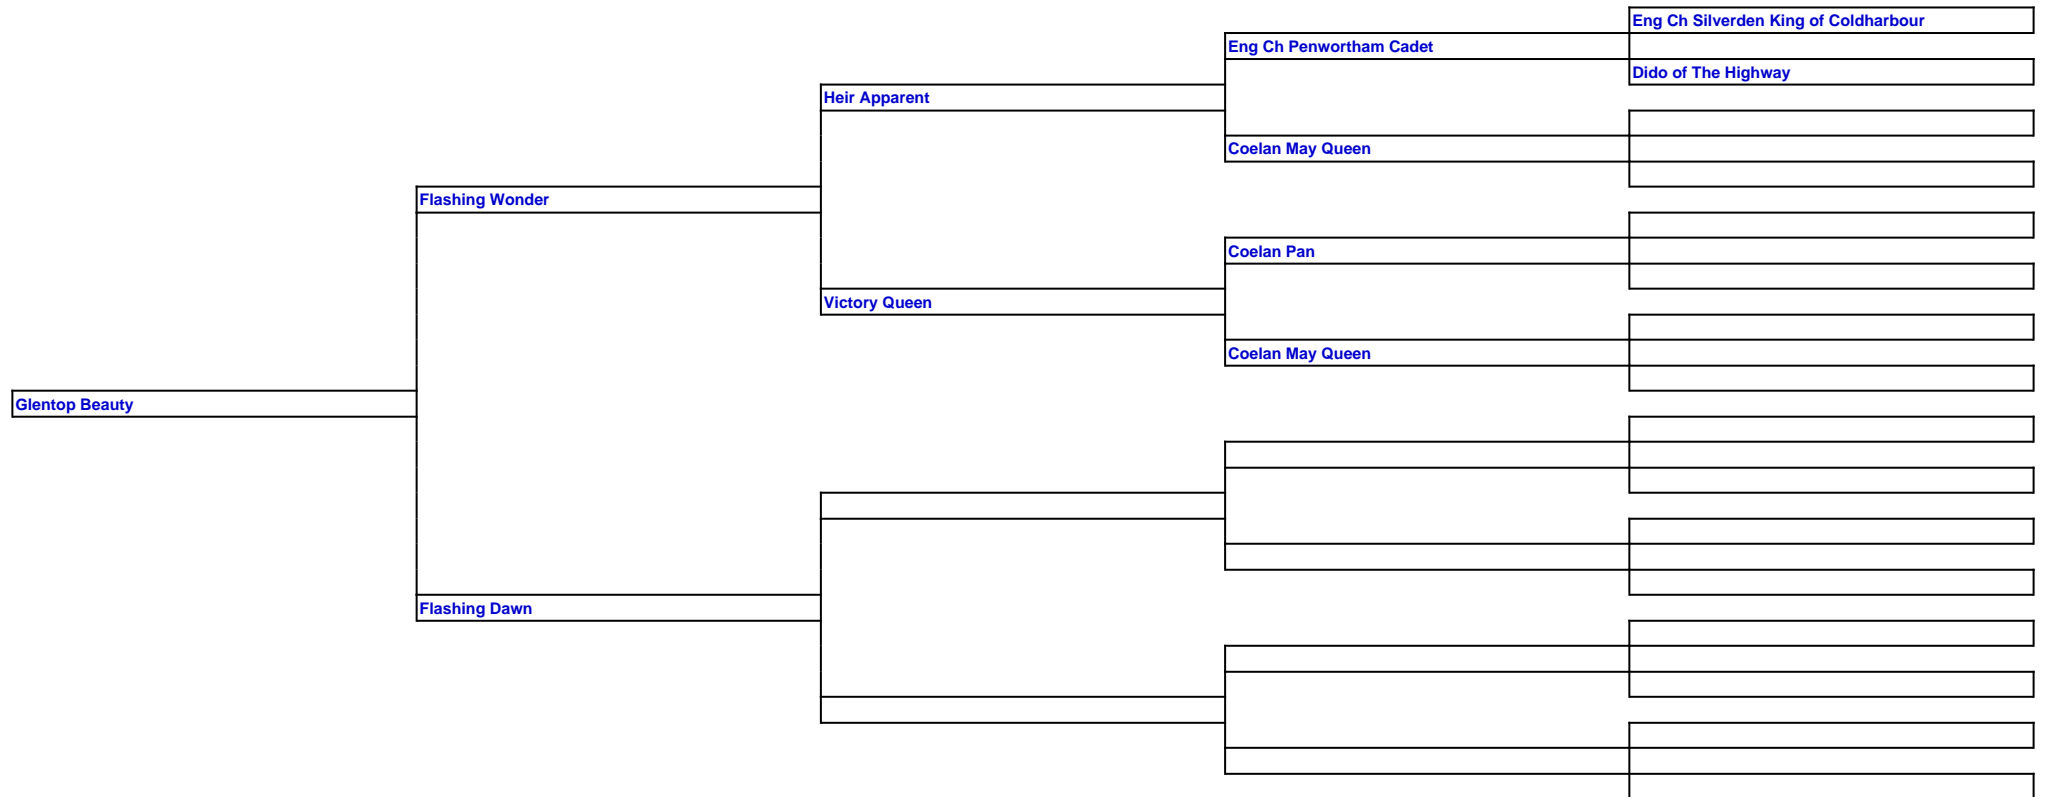 Eng Ch Silverden King of Coldharbour
Eng Ch Penwortham Cadet
Dido of The Highway
Heir Apparent
Coelan May Queen
Flashing Wonder
Coelan Pan
Victory Queen
Coelan May Queen
Glentop Beauty
Flashing Dawn